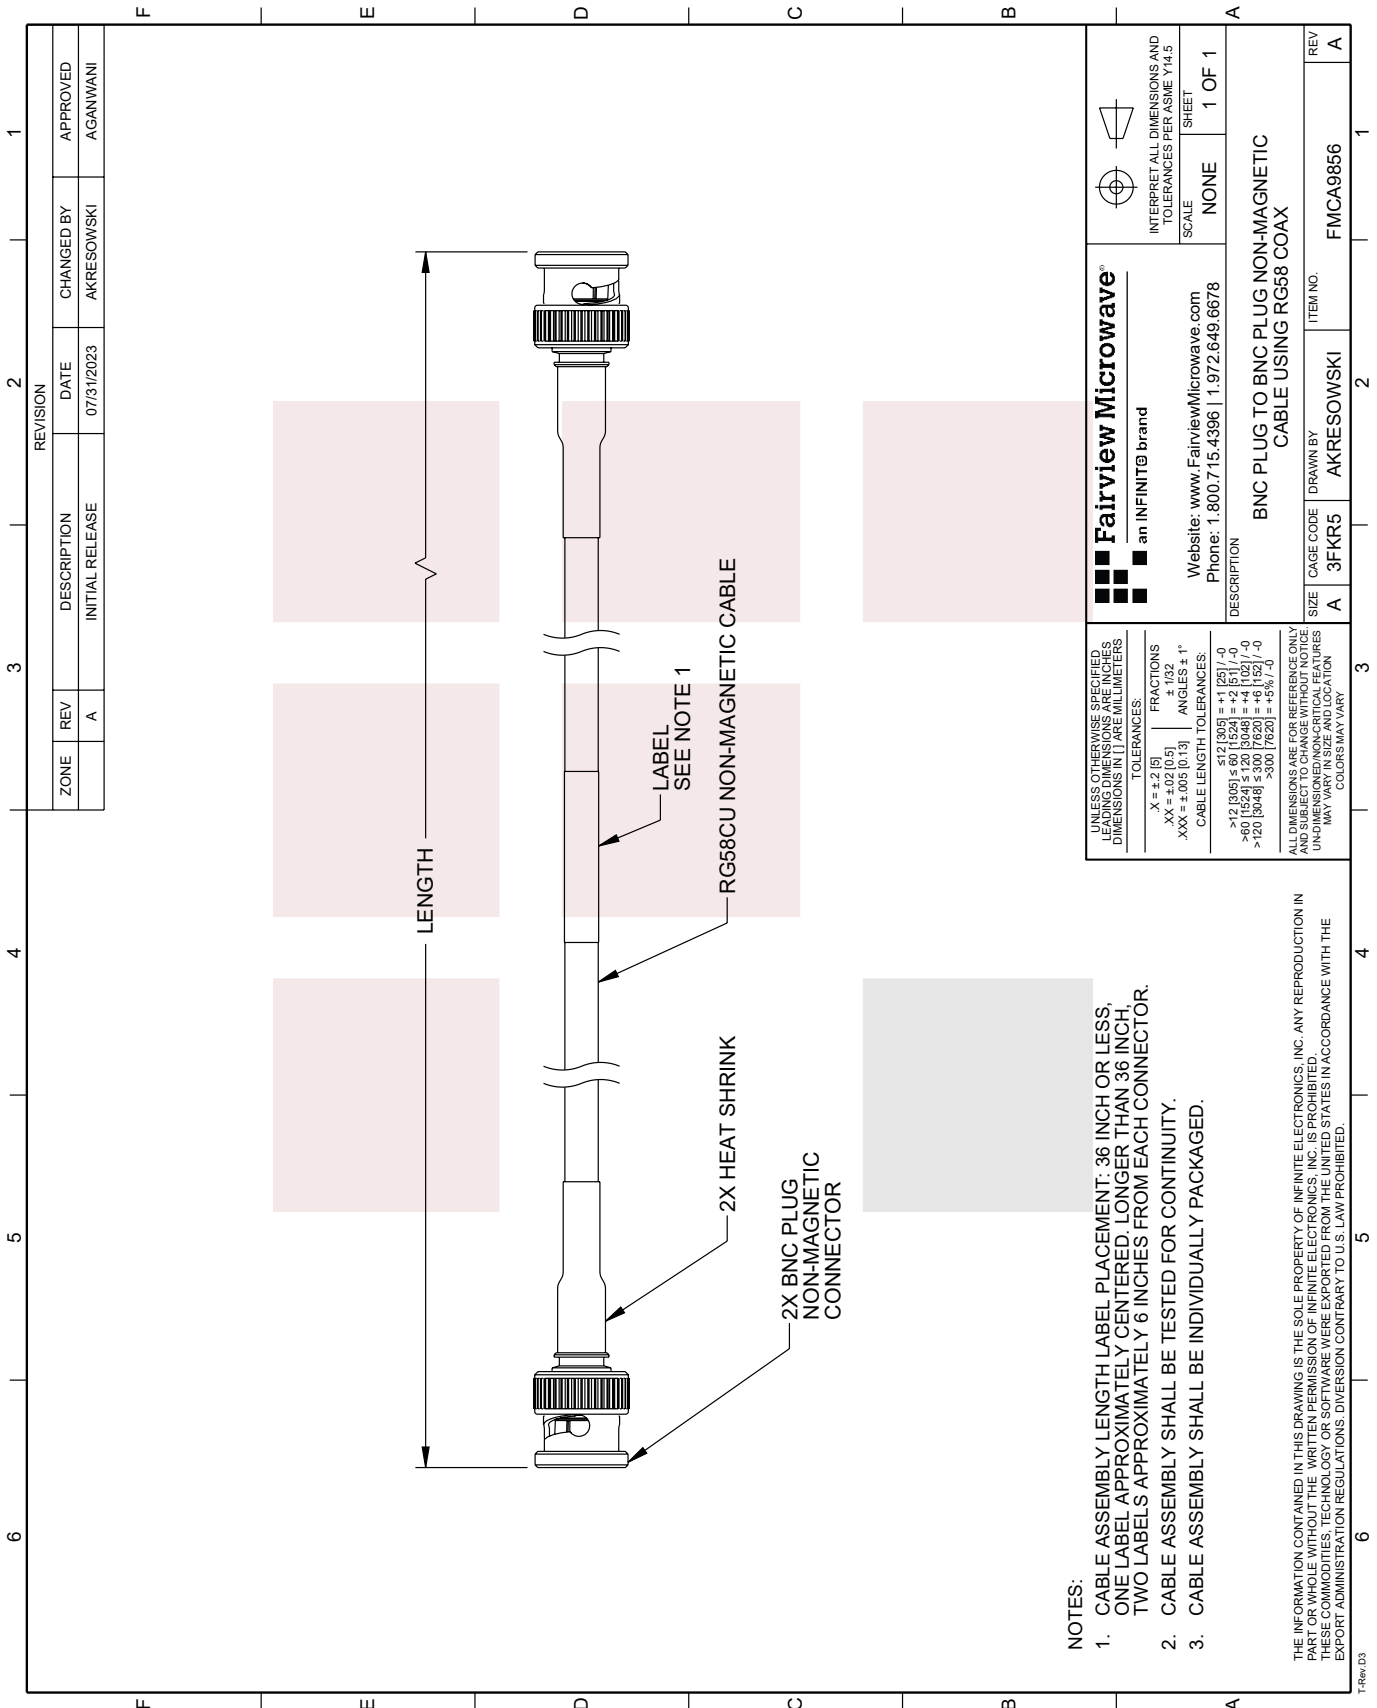 6
5
4
3
2
1
F
E
D
C
B
A
REVISION
ZONE
REV
DESCRIPTION
DATE
CHANGED BY
APPROVED
A
INITIAL RELEASE
07/31/2023
AKRESOWSKI
AGANWANI
LENGTH
LABEL
SEE NOTE 1
RG58CU NON-MAGNETIC CABLE
2X HEAT SHRINK
2X BNC PLUG
NON-MAGNETIC
CONNECTOR
NOTES:
1. CABLE ASSEMBLY LENGTH LABEL PLACEMENT: 36 INCH OR LESS,
ONE LABEL APPROXIMATELY CENTERED. LONGER THAN 36 INCH,
TWO LABELS APPROXIMATELY 6 INCHES FROM EACH CONNECTOR.
2. CABLE ASSEMBLY SHALL BE TESTED FOR CONTINUITY.
3. CABLE ASSEMBLY SHALL BE INDIVIDUALLY PACKAGED.
THE INFORMATION CONTAINED IN THIS DRAWING IS THE SOLE PROPERTY OF INFINITE ELECTRONICS, INC. ANY REPRODUCTION IN
PART OR WHOLE WITHOUT THE WRITTEN PERMISSION OF INFINITE ELECTRONICS, INC. IS PROHIBITED.
THESE COMMODITIES, TECHNOLOGY OR SOFTWARE WERE EXPORTED FROM THE UNITED STATES IN ACCORDANCE WITH THE
EXPORT ADMINISTRATION REGULATIONS. DIVERSION CONTRARY TO U.S. LAW PROHIBITED.
UNLESS OTHERWISE SPECIFIED
LEADING DIMENSIONS ARE INCHES
DIMENSIONS IN [ ] ARE MILLIMETERS
TOLERANCES:
.X = ±.2 [5]
.XX = ±.02 [0.5]
.XXX = ±.005 [0.13]
FRACTIONS
± 1/32
ANGLES ± 1°
CABLE LENGTH TOLERANCES:
≤12 [305] = +1 [25] / -0
>12 [305] ≤ 60 [1524] = +2 [51] / -0
>60 [1524] ≤ 120 [3048] = +4 [102] / -0
>120 [3048] ≤ 300 [7620] = +6 [152] / -0
>300 [7620] = +5% / -0
ALL DIMENSIONS ARE FOR REFERENCE ONLY
AND SUBJECT TO CHANGE WITHOUT NOTICE.
UN-DIMENSIONED/NON-CRITICAL FEATURES
MAY VARY IN SIZE AND LOCATION
COLORS MAY VARY
Fairview Microwave®
an INFINIT℮ brand
Website: www.FairviewMicrowave.com
Phone: 1.800.715.4396 | 1.972.649.6678
INTERPRET ALL DIMENSIONS AND
TOLERANCES PER ASME Y14.5
SCALE
NONE
SHEET
1 OF 1
DESCRIPTION
BNC PLUG TO BNC PLUG NON-MAGNETIC
CABLE USING RG58 COAX
SIZE
A
CAGE CODE
3FKR5
DRAWN BY
AKRESOWSKI
ITEM NO.
FMCA9856
REV
A
F
E
D
C
B
A
6
5
4
3
2
1
T-Rev.D3